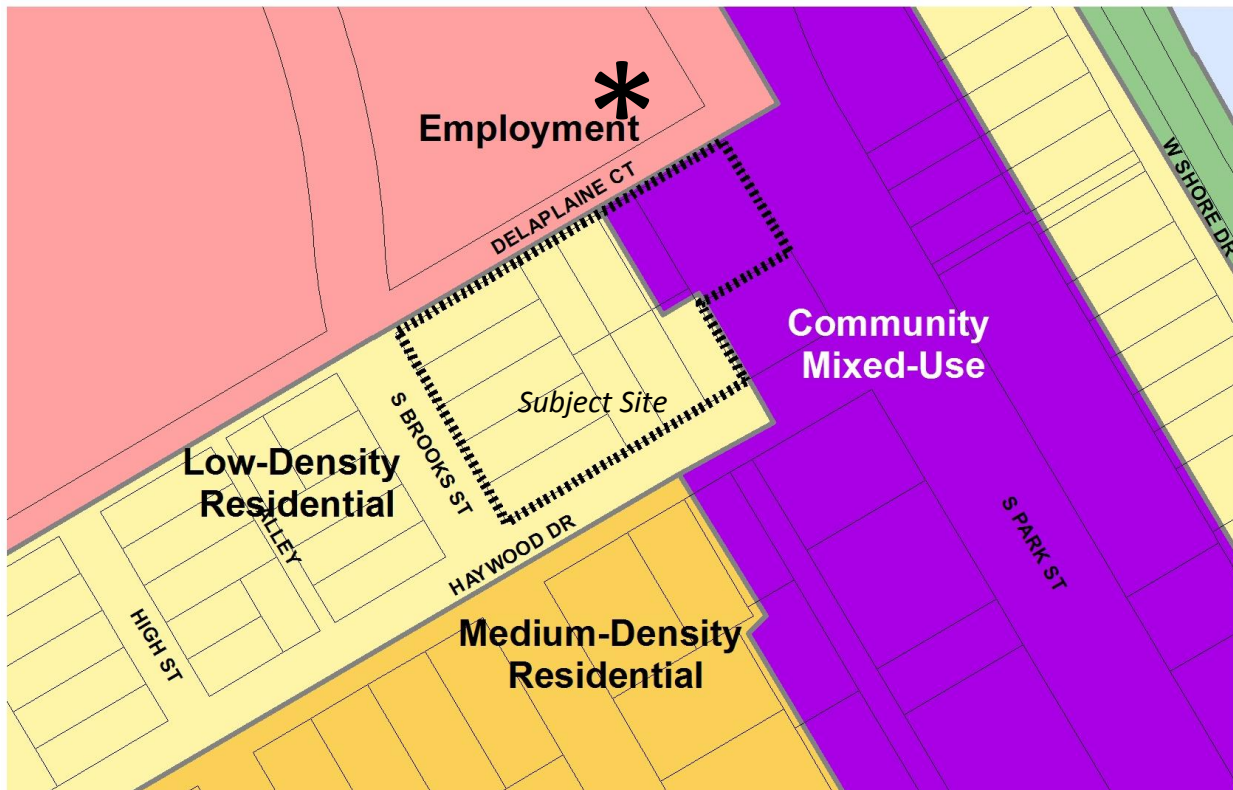 *
Employment
DELAPLAINE CT
W SHORE DR
Community
Mixed-Use
Subject Site
S BROOKS ST
Low-Density
Residential
ALLEY
HAYWOOD DR
S PARK ST
HIGH ST
Medium-Density
Residential